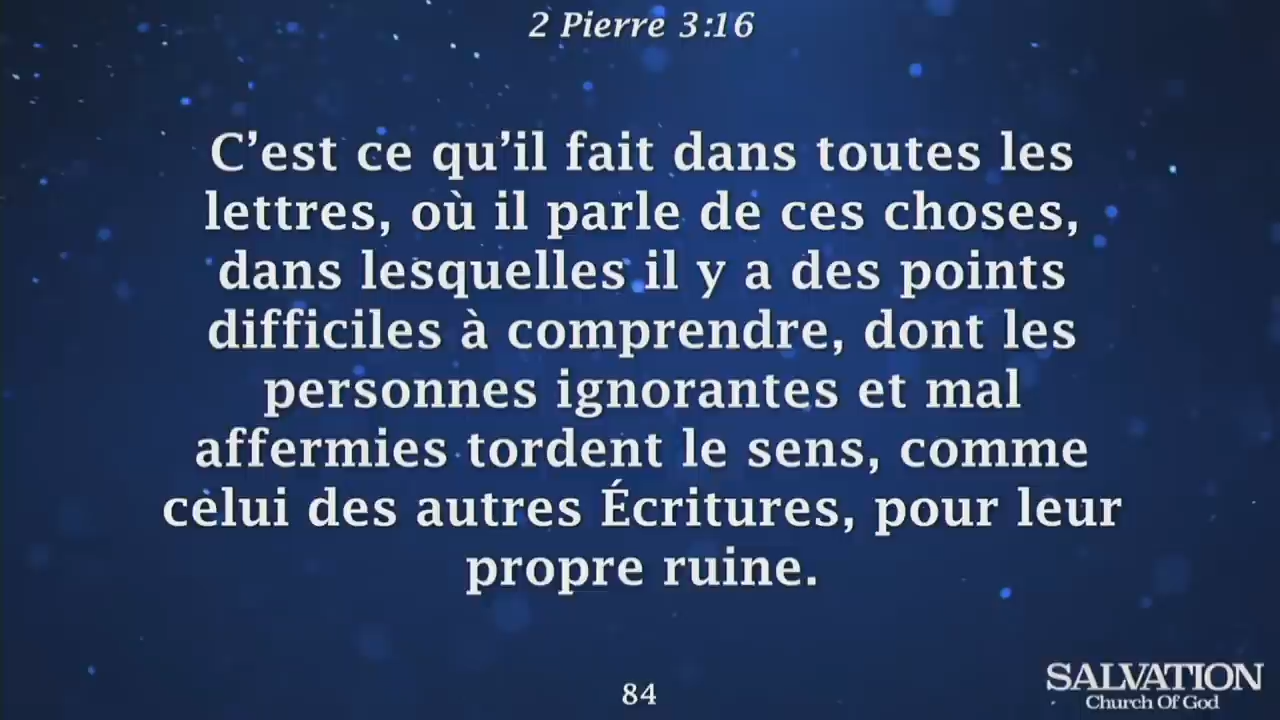 2 Pierre 3:16
C’est ce qu’il fait dans toutes les
lettres, où il parle de ces choses,
dans lesquelles il y a des points
difficiles à comprendre, dont les
personnes ignorantes et mal
affermies tordent le sens, comme
celui des autres Écritures, pour leur
propre ruine.
84
SALVATION
Church Of God